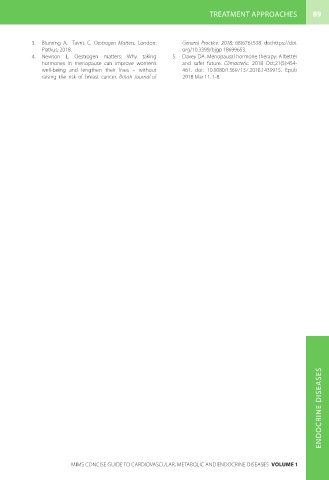 TREATMENT APPROACHES 89
3. Bluming A, Tavris C. Oestrogen Matters. London:
Piatkus; 2018.
4. Newson L. Oestrogen matters: Why taking
hormones in menopause can improve women's
well-being and lengthen their lives – without
raising the risk of breast cancer. British Journal of
General Practice. 2018; 68(676):539 doi:https://doi.
org/10.3399/bjgp18X699653.
5. Davey DA. Menopausal hormone therapy: A better
and safer future. Climacteric. 2018 Oct;21(5):454-
461. doi: 10.1080/13697137.2018.1439915. Epub
2018 Mar 11. 1-8.
ENDOCRINE DISEASES
MIMS CONCISE GUIDE TO CARDIOVASCULAR, METABOLIC AND ENDOCRINE DISEASES VOLUME 1